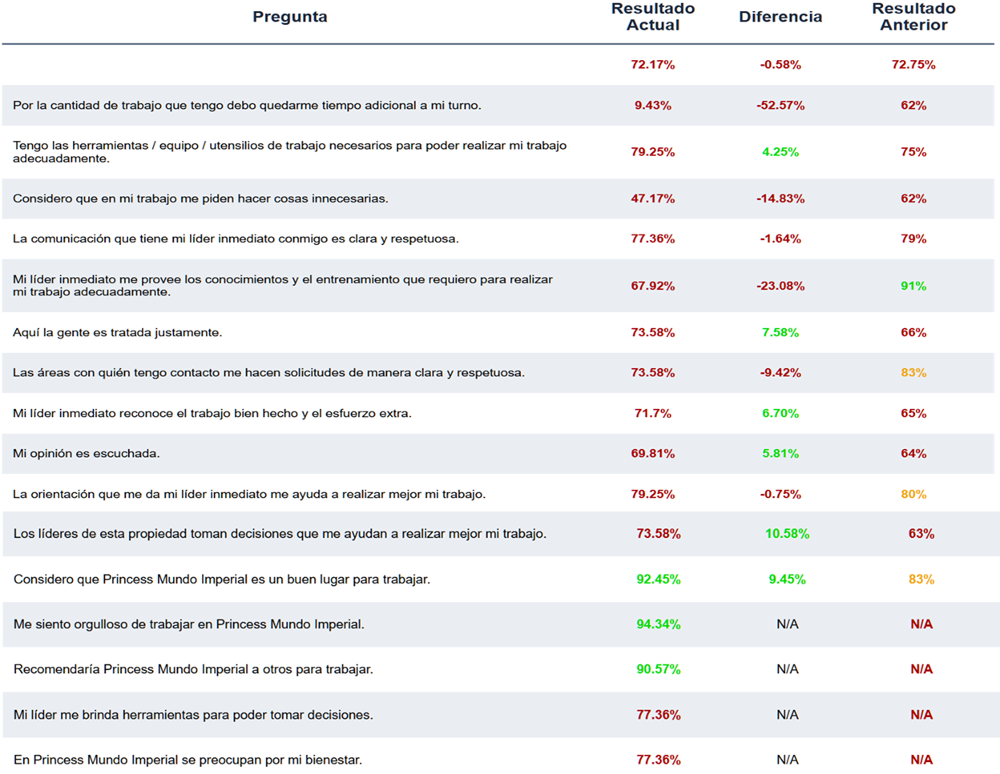 Pregunta Resultado Actual Diferencia Resultado Anterior
72.17% -0.58% 72.75%
Por la cantidad de trabajo que tengo debo quedarme tiempo adicional a mi turno. 9.43% -52.57% 62%
Tengo las herramientas / equipo / utensilios de trabajo necesarios para poder realizar mi trabajo
adecuadamente. 79.25% 4.25% 75%
Considero que en mi trabajo me piden hacer cosas innecesarias. 47.17% -14.83% 62%
La comunicación que tiene mi líder inmediato conmigo es clara y respetuosa. 77.36% -1.64% 79%
Mi líder inmediato me provee los conocimientos y el entrenamiento que requiero para realizar
mi trabajo adecuadamente. 67.92% -23.08% 91%
Aquí la gente es tratada justamente. 73.58% 7.58% 66%
Las áreas con quién tengo contacto me hacen solicitudes de manera clara y respetuosa. 73.58% -9.42% 83%
Mi líder inmediato reconoce el trabajo bien hecho y el esfuerzo extra. 71.7% 6.70% 65%
Mi opinión es escuchada. 69.81% 5.81% 64%
La orientación que me da mi líder inmediato me ayuda a realizar mejor mi trabajo. 79.25% -0.75% 80%
Los líderes de esta propiedad toman decisiones que me ayudan a realizar mejor mi trabajo. 73.58% 10.58% 63%
Considero que Princess Mundo Imperial es un buen lugar para trabajar. 92.45% 9.45% 83%
Me siento orgulloso de trabajar en Princess Mundo Imperial. 94.34% N/A N/A
Recomendaría Princess Mundo Imperial a otros para trabajar. 90.57% N/A N/A
Mi líder me brinda herramientas para poder tomar decisiones. 77.36% N/A N/A
En Princess Mundo Imperial se preocupan por mi bienestar. 77.36% N/A N/A